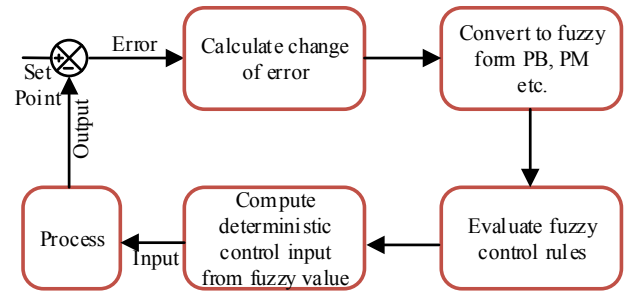 Set
Point
+
−
Error
Calculate change
of error
Convert to fuzzy
form PB, PM
etc.
Evaluate fuzzy
control rules
Compute
deterministic
control input
from fuzzy value
Input
Process
Output